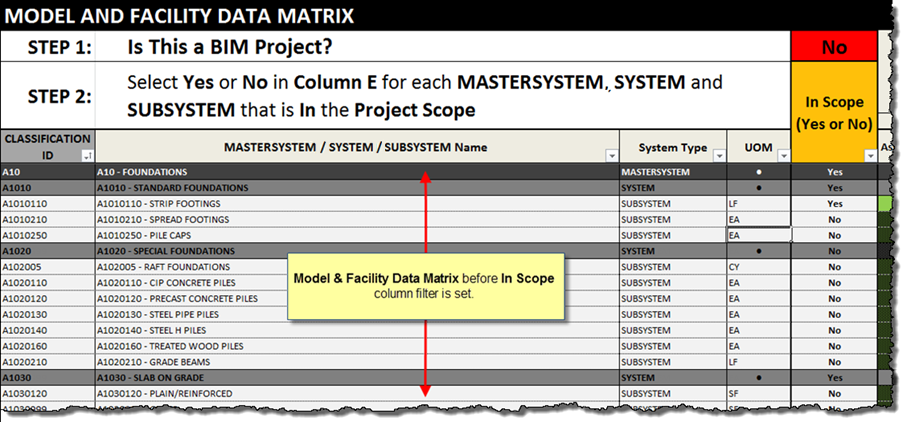 MODEL AND FACILITY DATA MATRIX
STEP 1: Is This a BIM Project? No
STEP 2: Select Yes or No in Column E for each MASTERSYSTEM, SYSTEM and
SUBSYSTEM that is In the Project Scope
In Scope
(Yes or No)
CLASSIFICATION
ID
MASTERSYSTEM / SYSTEM / SUBSYSTEM Name System Type UOM As
A10 A10 - FOUNDATIONS MASTERSYSTEM ● Yes
A1010 A1010 - STANDARD FOUNDATIONS SYSTEM ● Yes
A1010110 A1010110 - STRIP FOOTINGS SUBSYSTEM LF Yes
A1010210 A1010210 - SPREAD FOOTINGS SUBSYSTEM EA No
A1010250 A1010250 - PILE CAPS SUBSYSTEM EA No
A1020 A1020 - SPECIAL FOUNDATIONS SYSTEM ● No
A102005 A102005 - RAFT FOUNDATIONS SUBSYSTEM CY No
A1020110 A1020110 - CIP CONCRETE PILES SUBSYSTEM EA No
A1020120 A1020120 - PRECAST CONCRETE PILES SUBSYSTEM EA No
A1020130 A1020130 - STEEL PIPE PILES SUBSYSTEM EA No
A1020140 A1020140 - STEEL H PILES SUBSYSTEM EA No
A1020160 A1020160 - TREATED WOOD PILES SUBSYSTEM EA No
A1020210 A1020210 - GRADE BEAMS SUBSYSTEM LF No
A1030 A1030 - SLAB ON GRADE SYSTEM ● Yes
A1030120 A1030120 - PLAIN/REINFORCED SUBSYSTEM SF No
Model & Facility Data Matrix before In Scope
column filter is set.